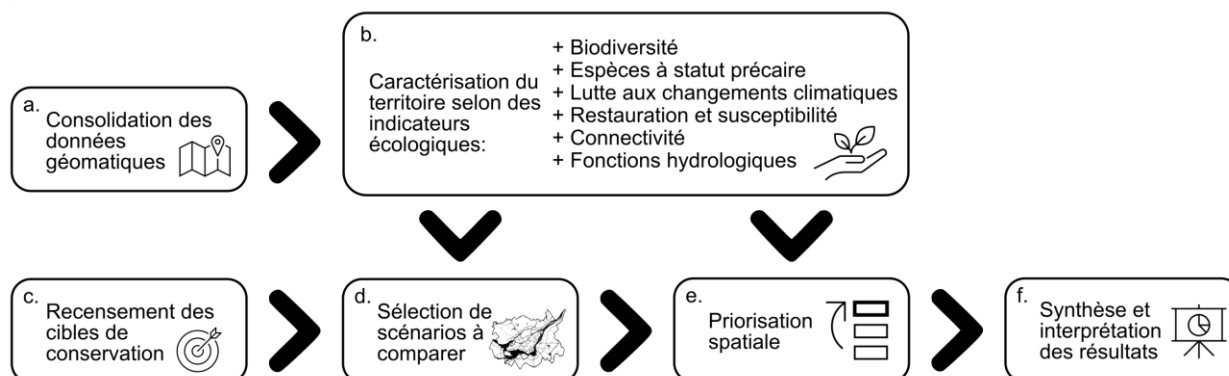 a.
Consolidation des
données
géomatiques
b.
Caractérisation du
territoire selon des
indicateurs
écologiques:
+ Biodiversité
+ Espèces à statut précaire
+ Lutte aux changements climatiques
+ Restauration et susceptibilité
+ Connectivité
+ Fonctions hydrologiques
c.
Recensement des
cibles de
conservation
d.
Sélection de
scénarios à
comparer
e.
Priorisation
spatiale
f.
Synthèse et
interprétation
des résultats